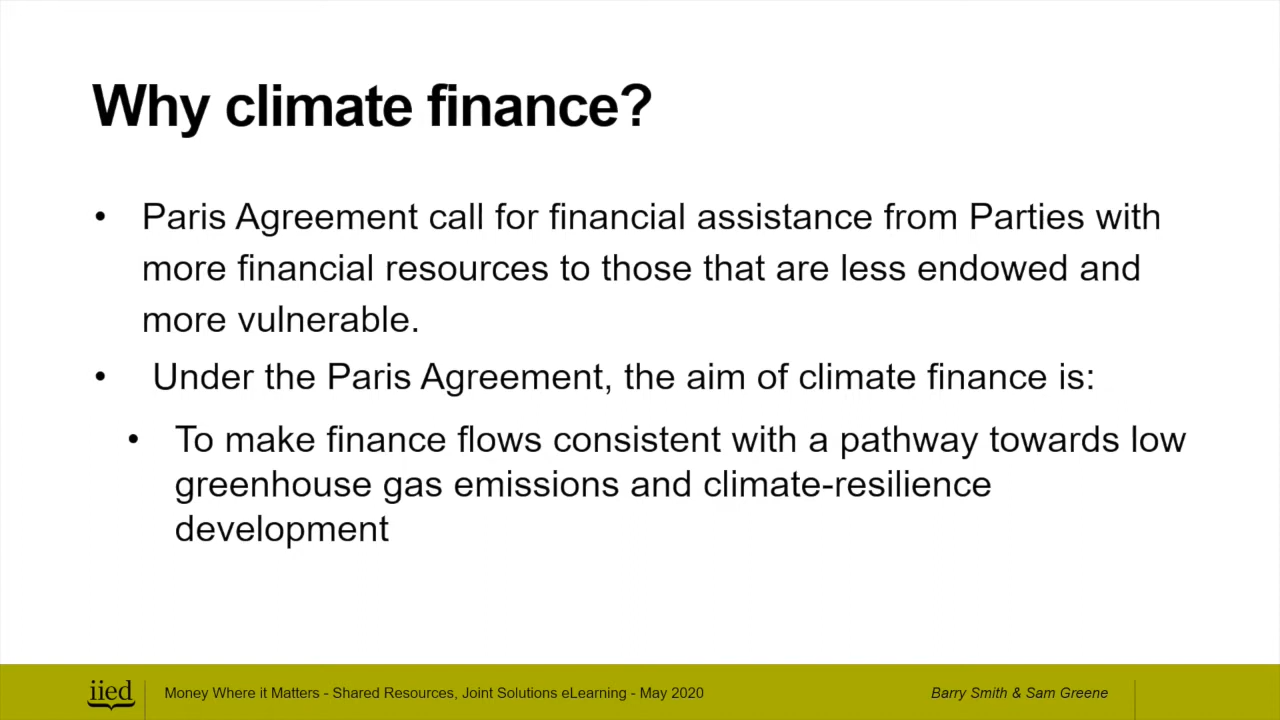 Why climate finance?
• Paris Agreement call for financial assistance from Parties with
more financial resources to those that are less endowed and
more vulnerable.
• Under the Paris Agreement, the aim of climate finance is:
• To make finance flows consistent with a pathway towards low
greenhouse gas emissions and climate-resilience
development
iied Money Where it Matters - Shared Resources, Joint Solutions eLearning - May 2020 Barry Smith & Sam Greene